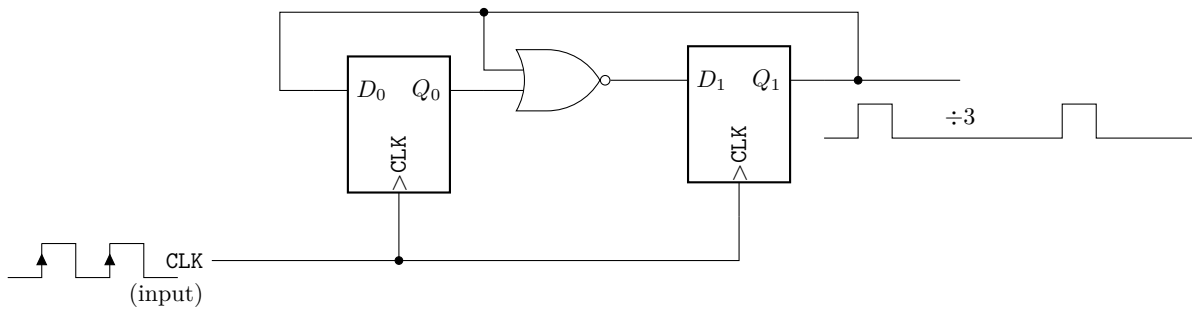 D0 Q0
CLK
D1 Q1
CLK
÷3
CLK
(input)